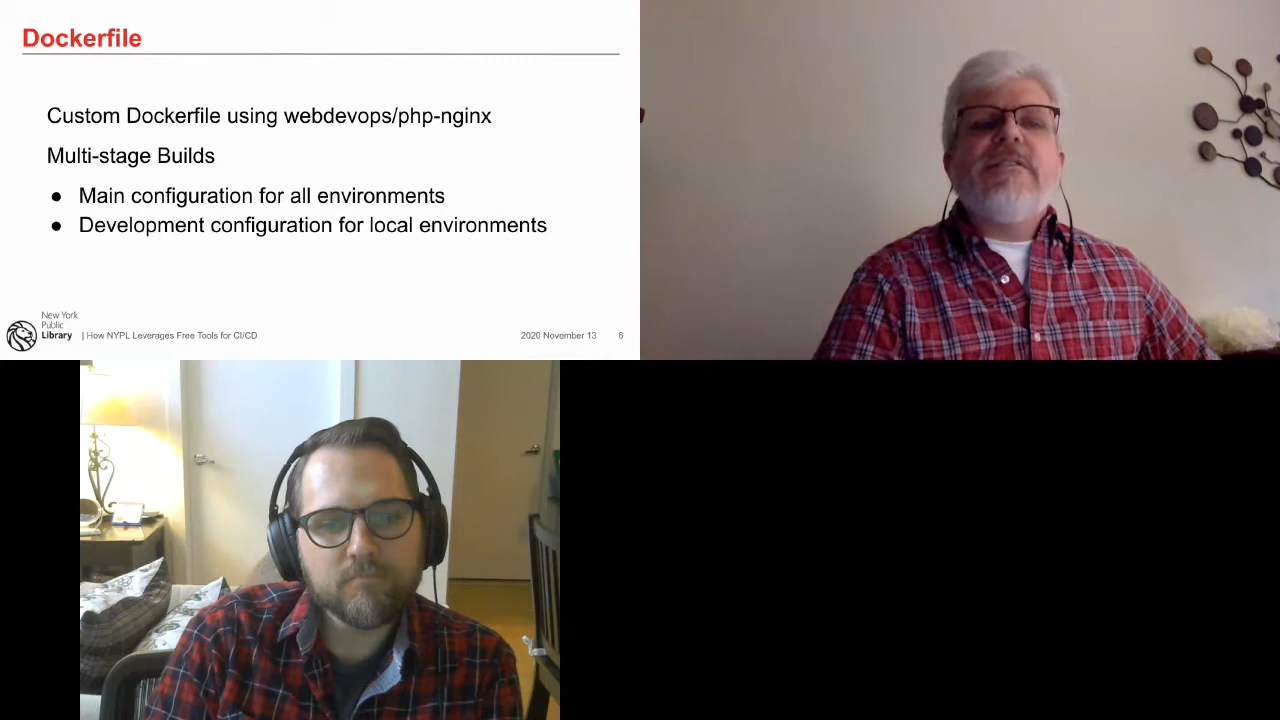 Dockerfile
Custom Dockerfile using webdevops/php-nginx
Multi-stage Builds
● Main configuration for all environments
● Development configuration for local environments
New York
Public
Library | How NYPL Leverages Free Tools for CI/CD 2020 November 13 6